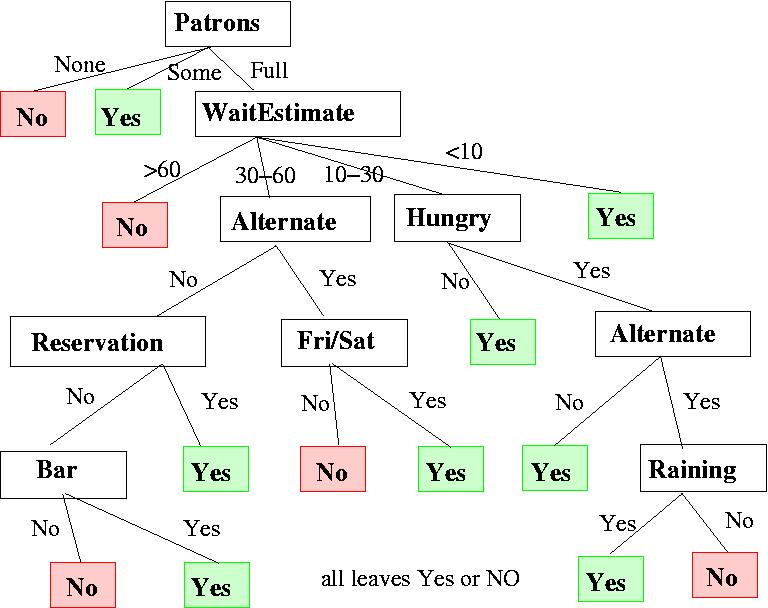 Patrons
None
Some
Full
No
Yes
WaitEstimate
>60
30–60
10–30
<10
No
Alternate
Hungry
Yes
No
Yes
No
Yes
Reservation
Fri/Sat
Yes
Alternate
No
Yes
No
Yes
No
Yes
Bar
Yes
No
Yes
Yes
Raining
No
Yes
Yes
No
No
Yes
all leaves Yes or NO
Yes
No